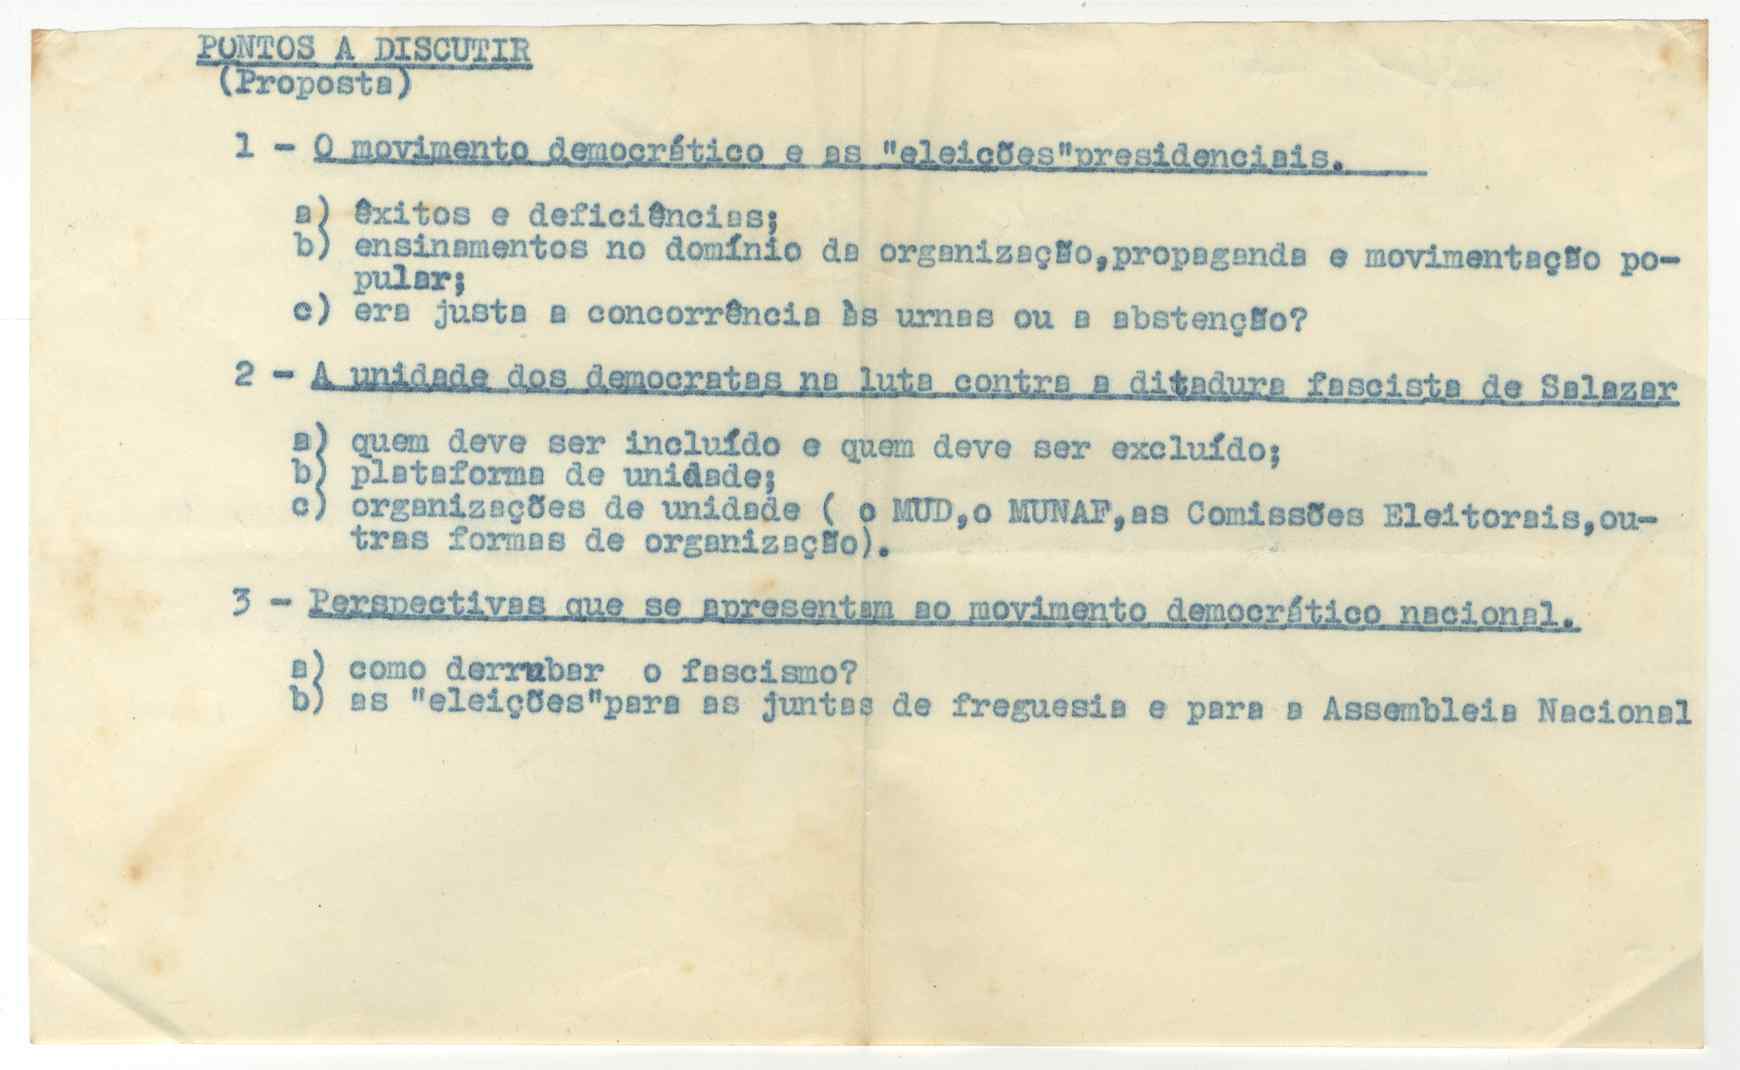 PONTOS A DISCUTIR
(Proposta)
1 - O movimento democrático e as "eleições"presidenciais.
a) êxitos e deficiências;
b) ensinamentos no domínio da organização,propaganda e movimentação po-
pular;
c) era justa a concorrência às urnas ou a abstenção?
2 - A unidade dos democratas na luta contra a ditadura fascista de Salazar
a) quem deve ser incluído e quem deve ser excluído;
b) plataforma de unidade;
c) organizações de unidade ( o MUD,o MUNAF,as Comissões Eleitorais,ou-
tras formas de organização).
3 - Perspectivas que se apresentam ao movimento democrático nacional.
a) como derrubar o fascismo?
b) as "eleições"para as juntas de freguesia e para a Assembleia Nacional